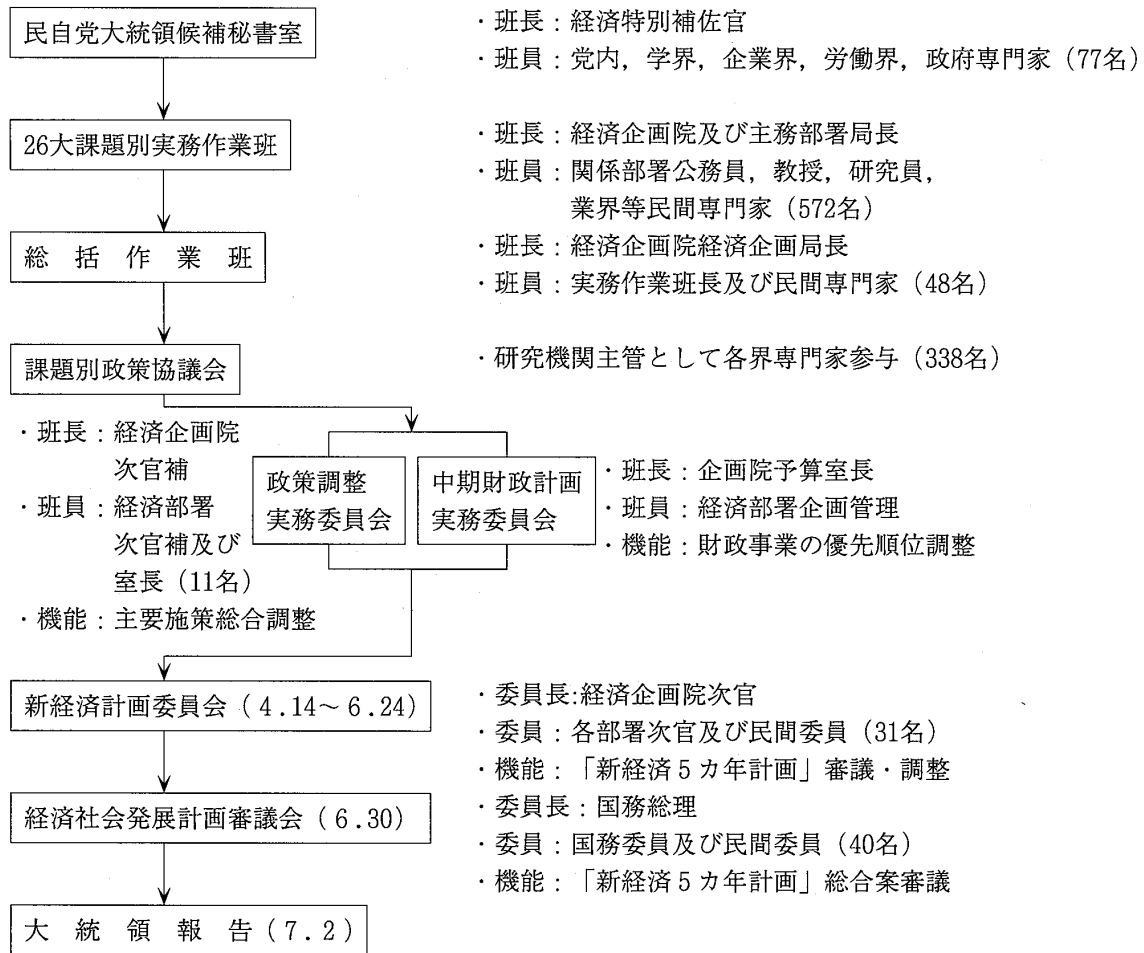 民自党大統領候補秘書室
・班長：経済特別補佐官
・班員：党内，学界，企業界，労働界，政府専門家（77名）
26大課題別実務作業班
・班長：経済企画院及び主務部署局長
・班員：関係部署公務員，教授，研究員，
業界等民間専門家（572名）
総括作業班
・班長：経済企画院経済企画局長
・班員：実務作業班長及び民間専門家（48名）
課題別政策協議会
・研究機関主管として各界専門家参与（338名）
・班長：経済企画院
次官補
・班員：経済部署
次官補及び
室長（11名）
・機能：主要施策総合調整
政策調整
実務委員会
中期財政計画
実務委員会
・班長：企画院予算室長
・班員：経済部署企画管理
・機能：財政事業の優先順位調整
新経済計画委員会（4.14～6.24）
・委員長:経済企画院次官
・委員：各部署次官及び民間委員（31名）
・機能：「新経済5カ年計画」審議・調整
経済社会発展計画審議会（6.30）
・委員長：国務総理
・委員：国務委員及び民間委員（40名）
・機能：「新経済5カ年計画」総合案審議
大統領報告（7.2）